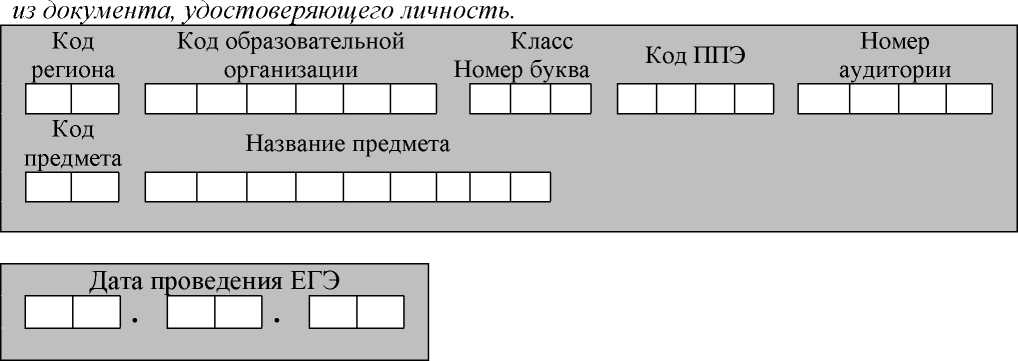 из документа, удостоверяющего личность.
Код региона
Код образовательной организации
Класс
Номер буква
Код ППЭ
Номер аудитории
Код предмета
Название предмета
Дата проведения ЕГЭ
. .